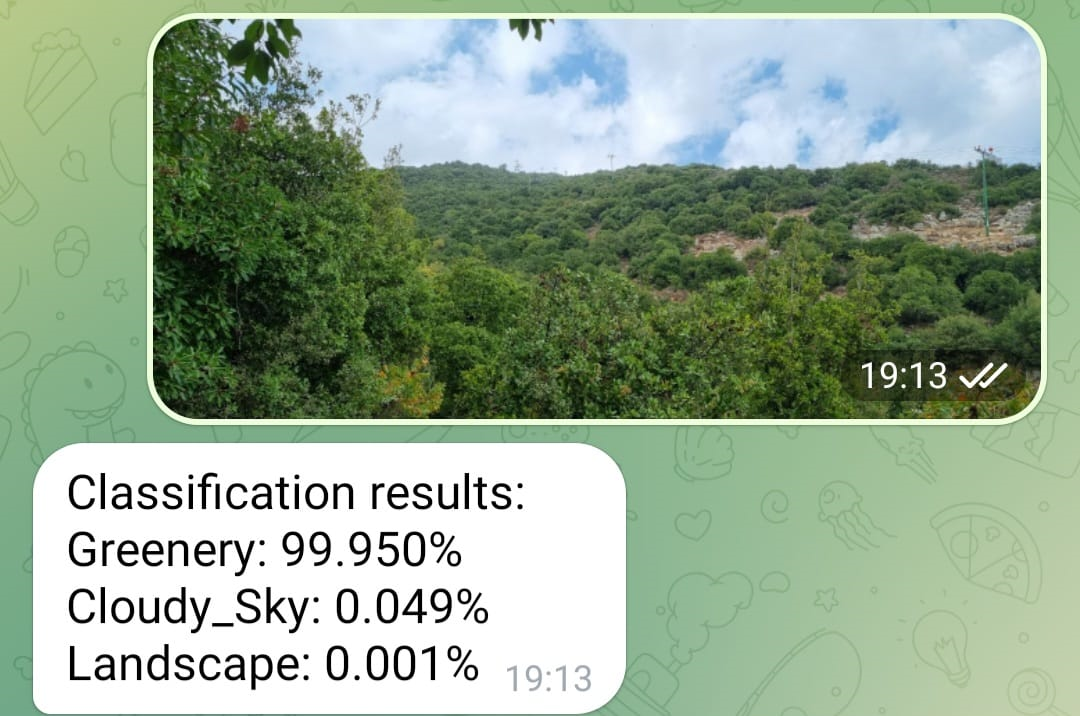 19:13
Classification results:
Greenery: 99.950%
Cloudy_Sky: 0.049%
Landscape: 0.001%
19:13